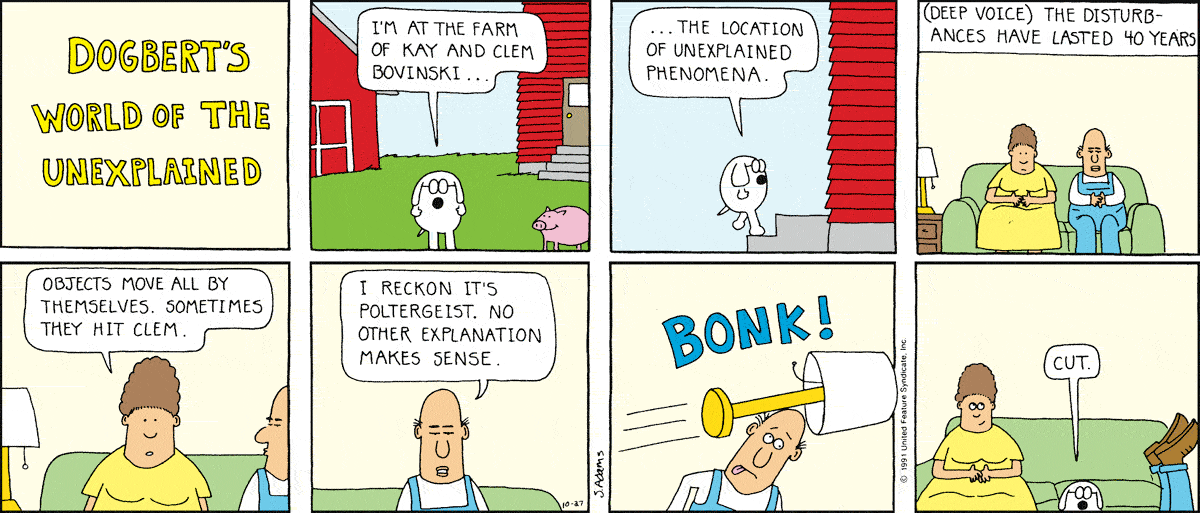 DOGBERT'S
WORLD OF THE
UNEXPLAINED
I'M AT THE FARM
OF KAY AND CLEM
BOVINSKI...
...THE LOCATION
OF UNEXPLAINED
PHENOMENA.
(DEEP VOICE) THE DISTURB-
ANCES HAVE LASTED 40 YEARS
OBJECTS MOVE ALL BY
THEMSELVES. SOMETIMES
THEY HIT CLEM.
I RECKON IT'S
POLTERGEIST. NO
OTHER EXPLANATION
MAKES SENSE.
10-27
S. Adams
BONK!
© 1991 United Feature Syndicate, Inc.
CUT.